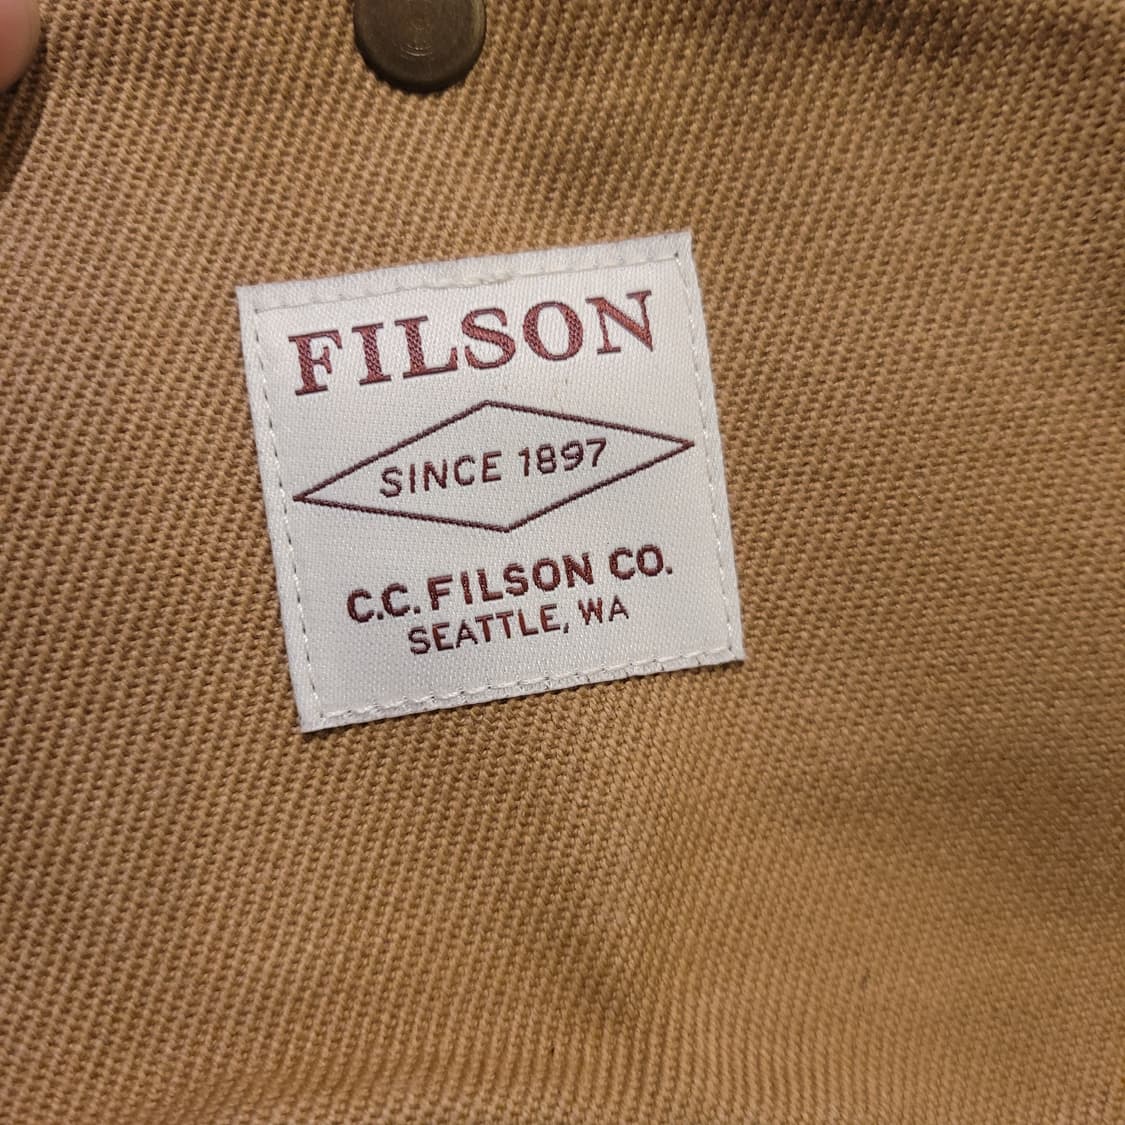 FILSON
SINCE 1897
C.C. FILSON CO.
SEATTLE, WA